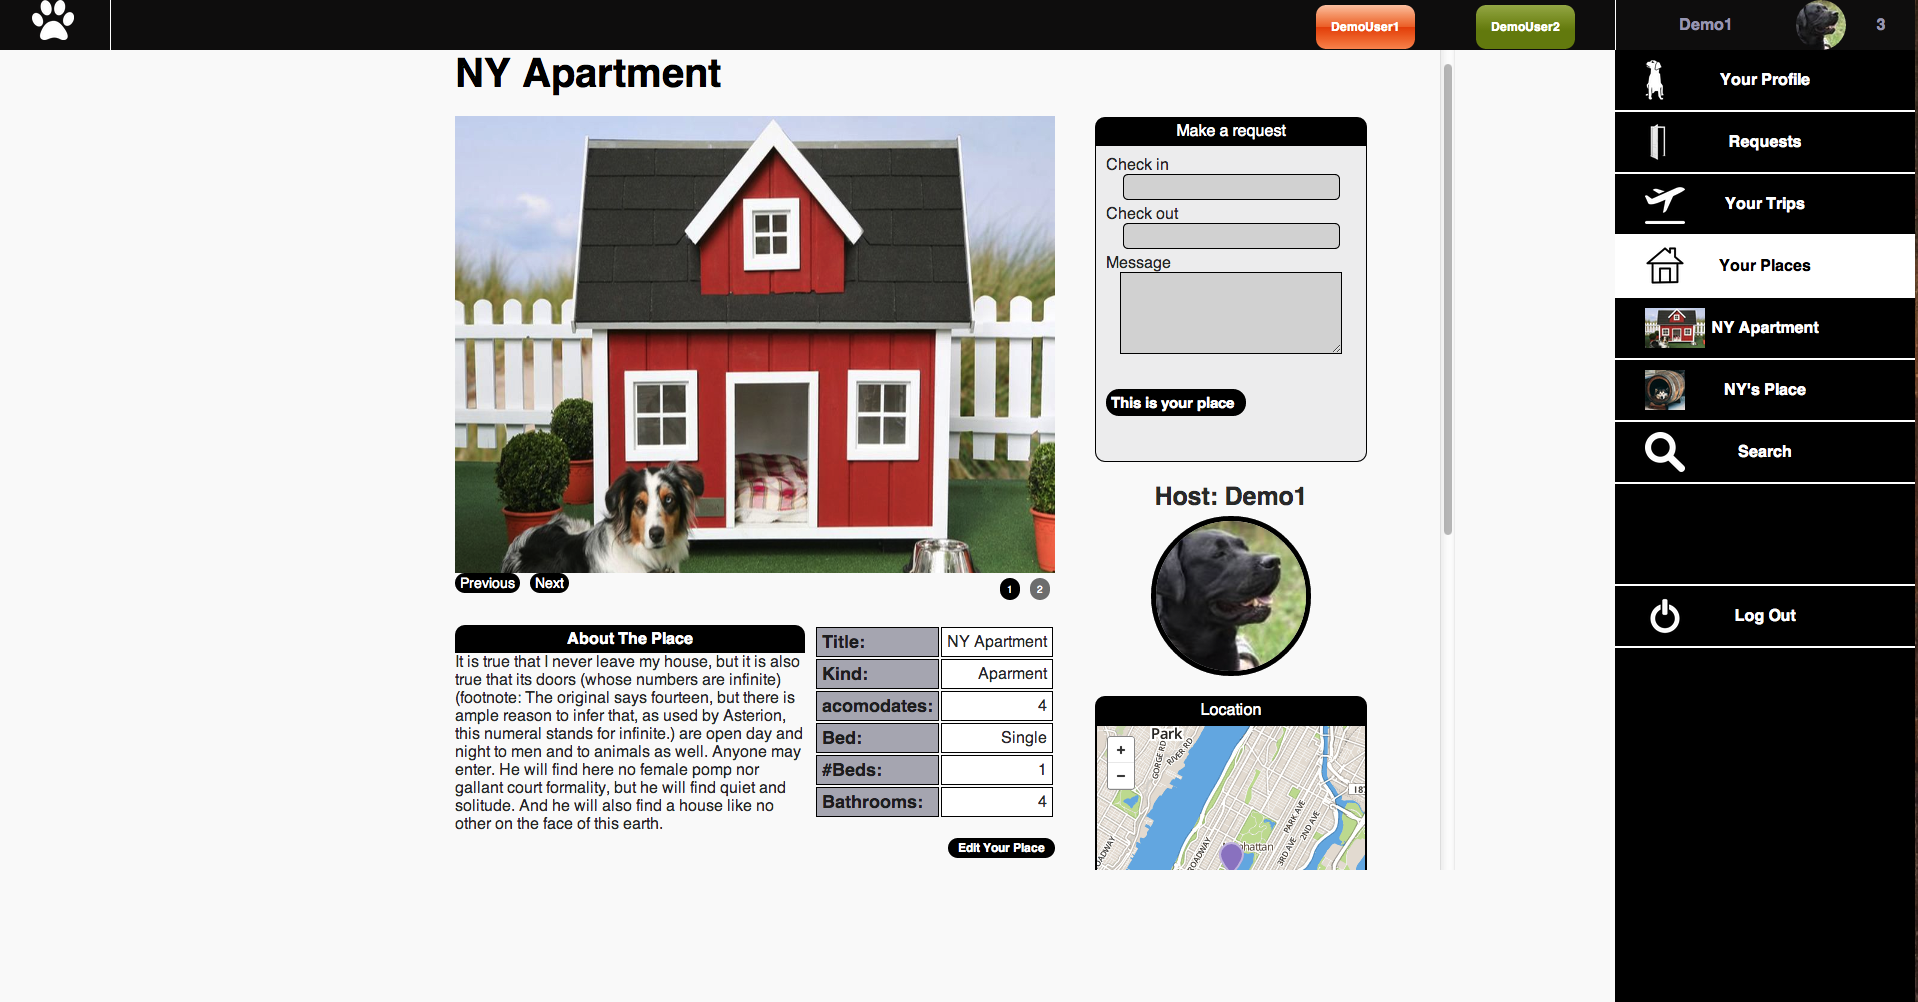 DemoUser1
DemoUser2
Demo1
3
NY Apartment
Previous
Next
1
2
About The Place
It is true that I never leave my house, but it is also
true that its doors (whose numbers are infinite)
(footnote: The original says fourteen, but there is
ample reason to infer that, as used by Asterion,
this numeral stands for infinite.) are open day and
night to men and to animals as well. Anyone may
enter. He will find here no female pomp nor
gallant court formality, but he will find quiet and
solitude. And he will also find a house like no
other on the face of this earth.
Title: NY Apartment
Kind: Aparment
acomodates: 4
Bed: Single
#Beds: 1
Bathrooms: 4
Edit Your Place
Make a request
Check in
Check out
Message
This is your place
Host: Demo1
Location
+
−
Park
GORGE RD
RIVER RD
187
PARK AVE
2ND AVE
3RD AVE
Your Profile
Requests
Your Trips
Your Places
NY Apartment
NY's Place
Search
Log Out